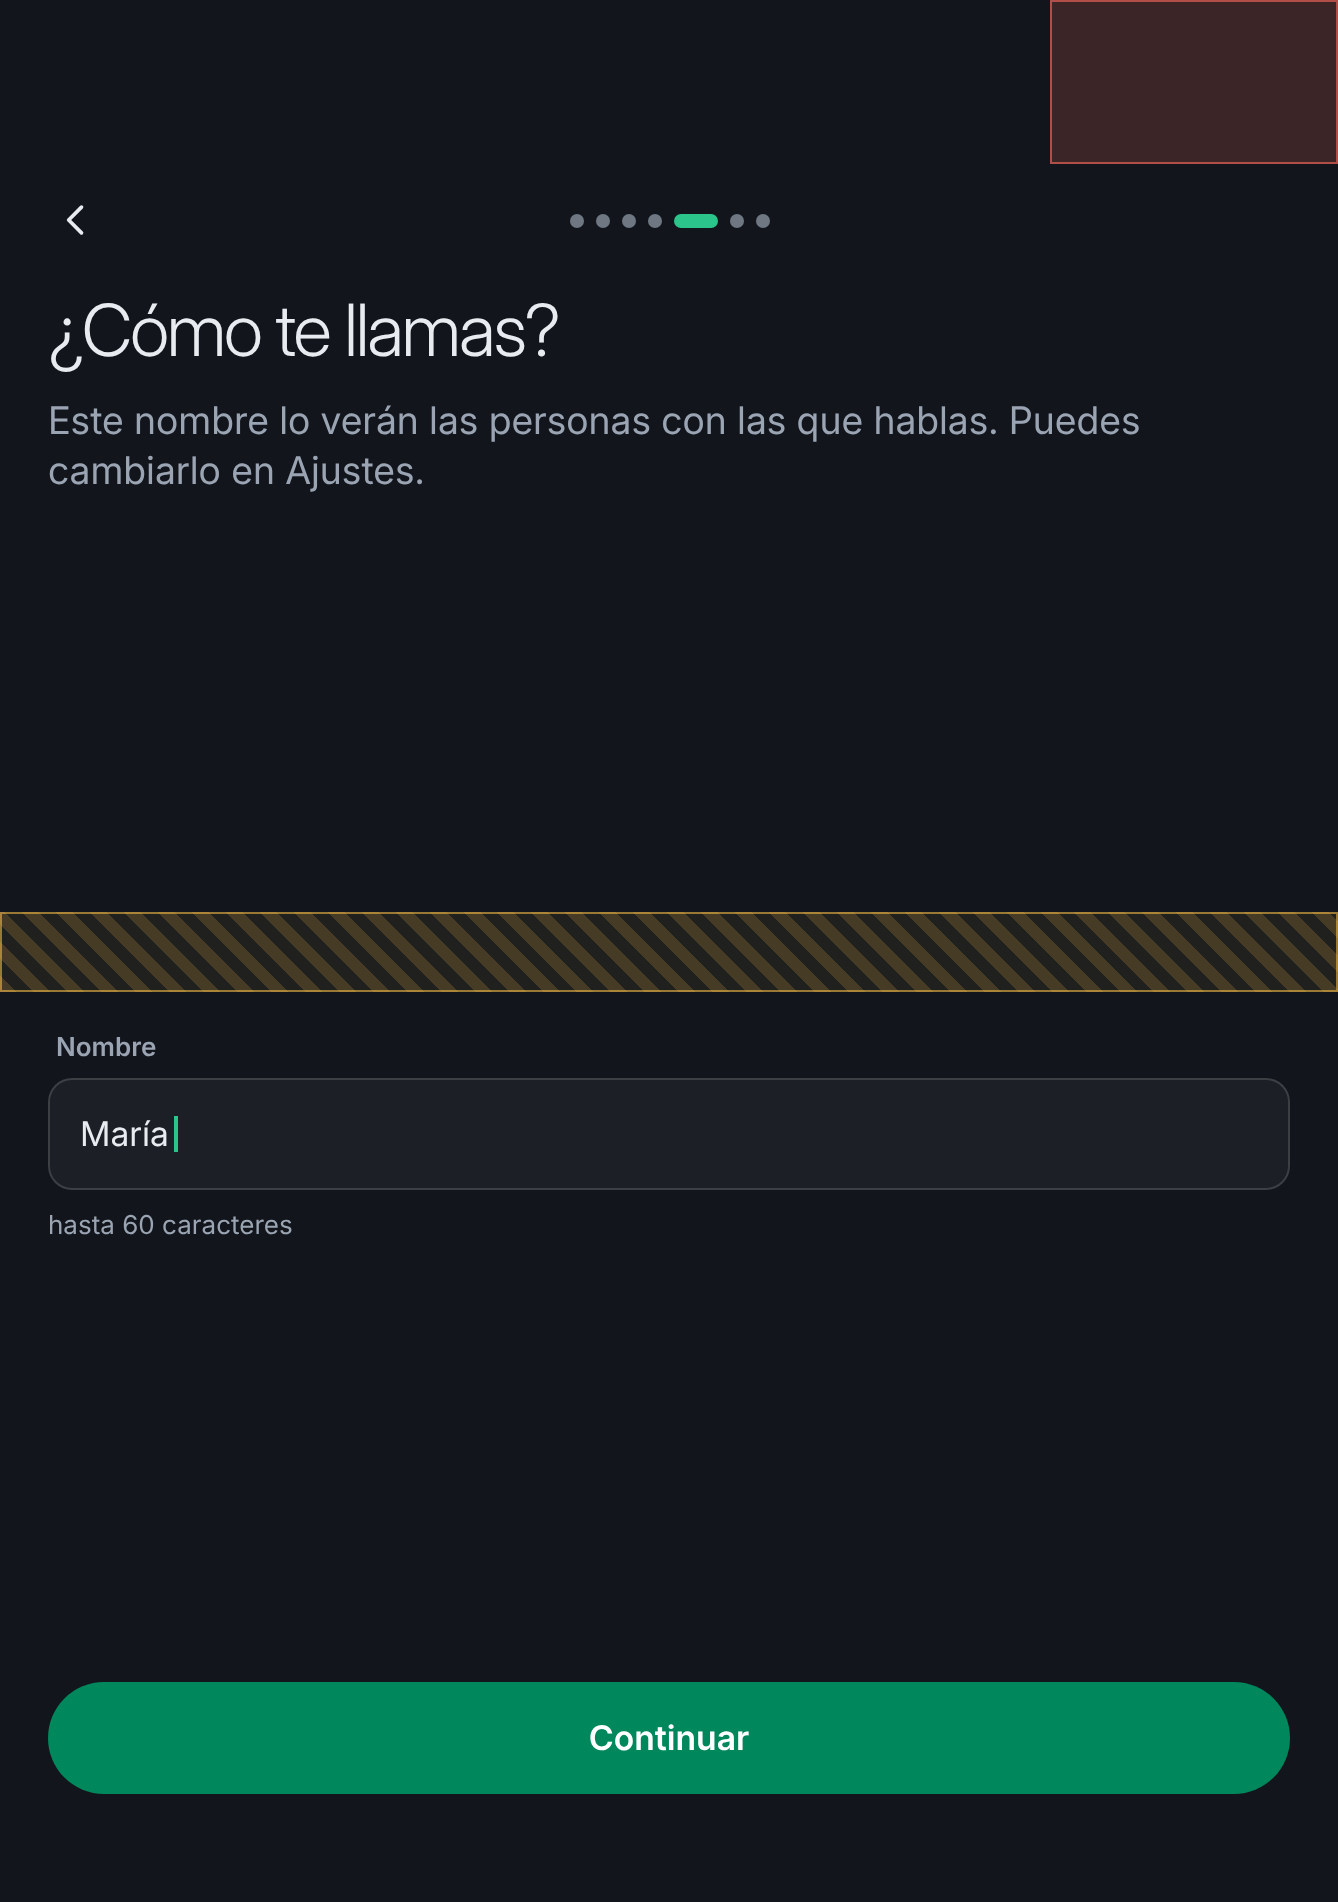 ¿Cómo te llamas?
Este nombre lo verán las personas con las que hablas. Puedes
cambiarlo en Ajustes.
Nombre
María
hasta 60 caracteres
Continuar